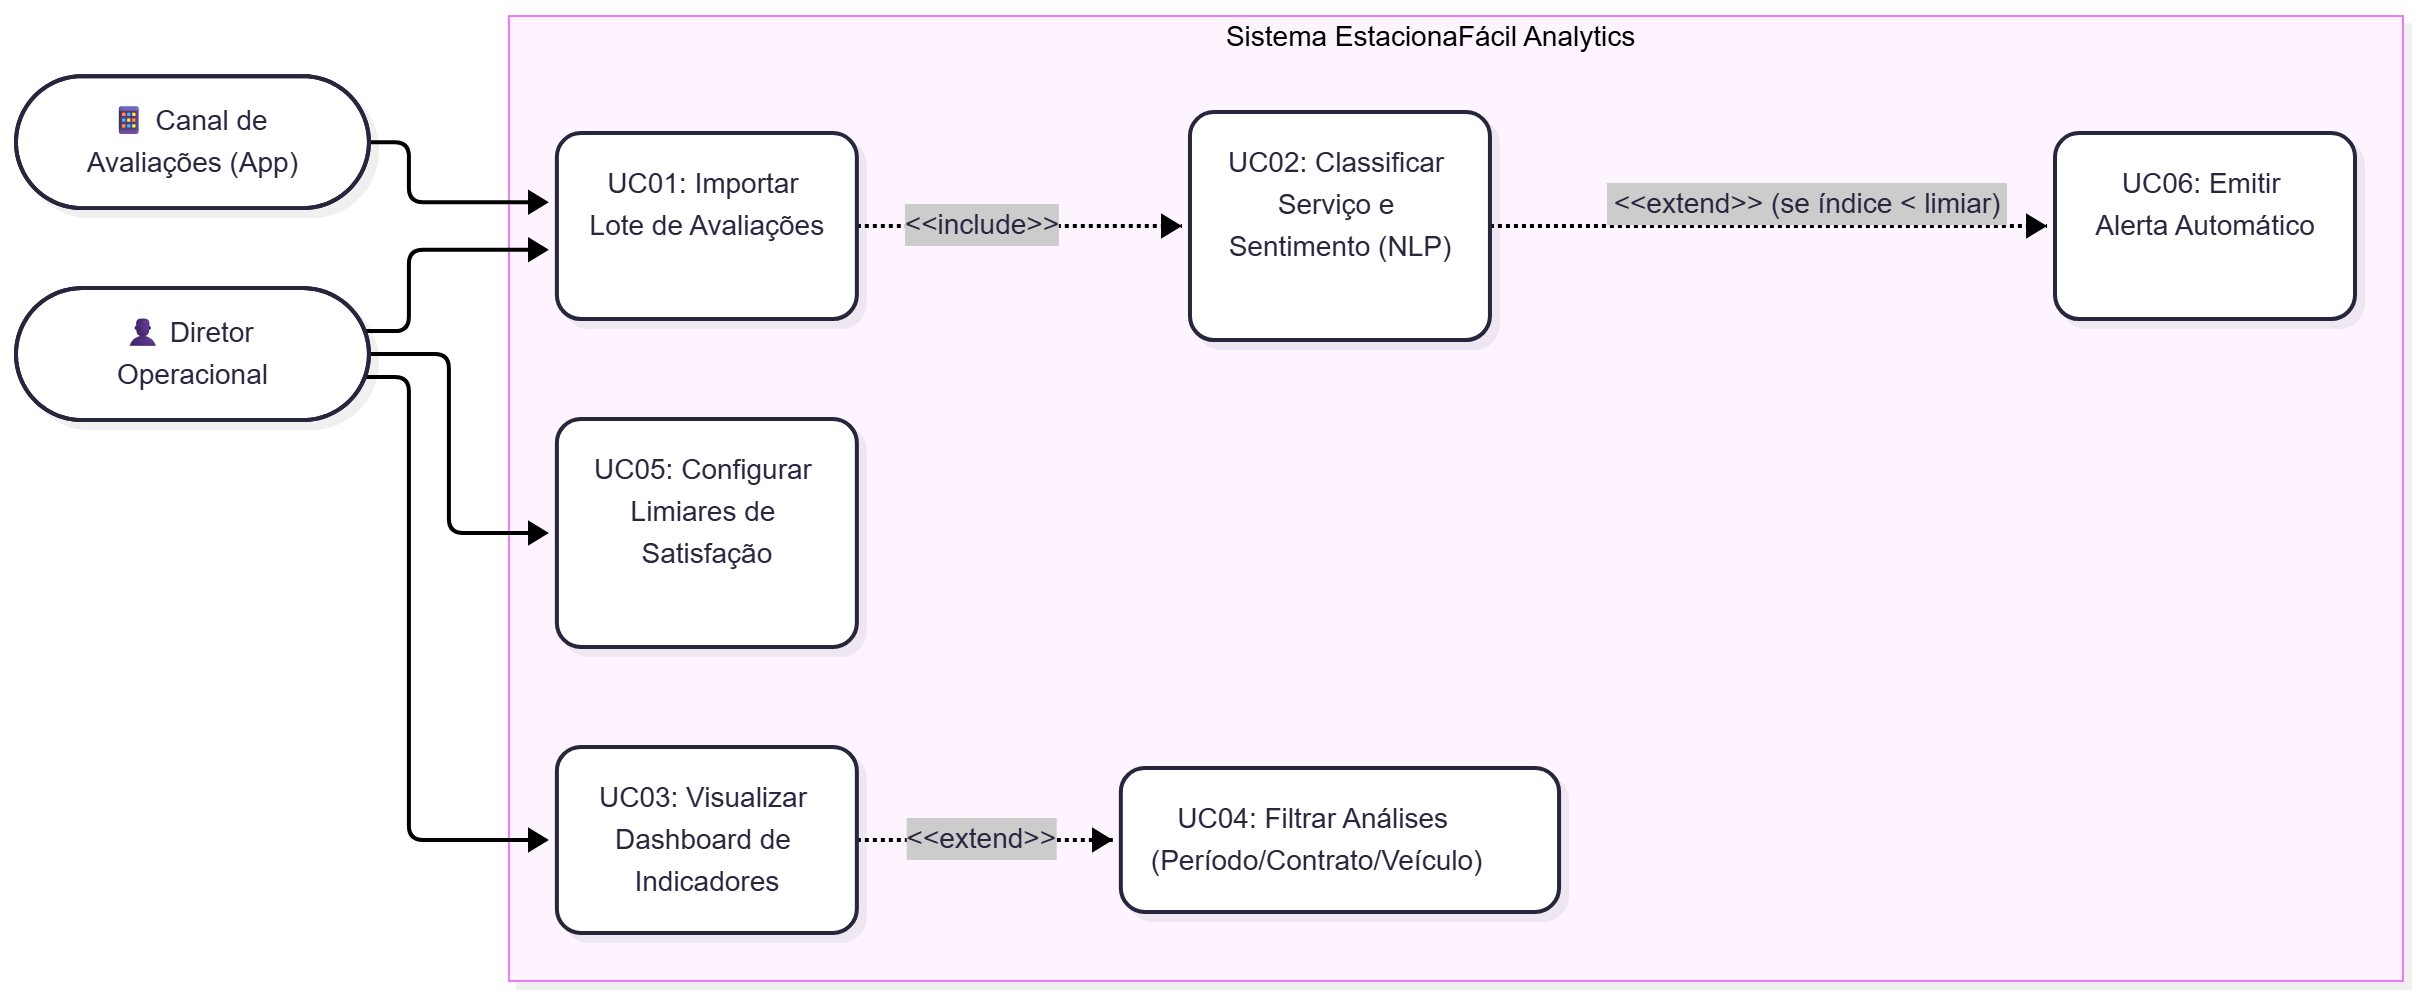 Sistema EstacionaFácil Analytics
Canal de
Avaliações (App)
Diretor
Operacional
UC01: Importar
Lote de Avaliações
<<include>>
UC02: Classificar
Serviço e
Sentimento (NLP)
<<extend>> (se índice < limiar)
UC06: Emitir
Alerta Automático
UC05: Configurar
Limiares de
Satisfação
UC03: Visualizar
Dashboard de
Indicadores
<<extend>>
UC04: Filtrar Análises
(Período/Contrato/Veículo)